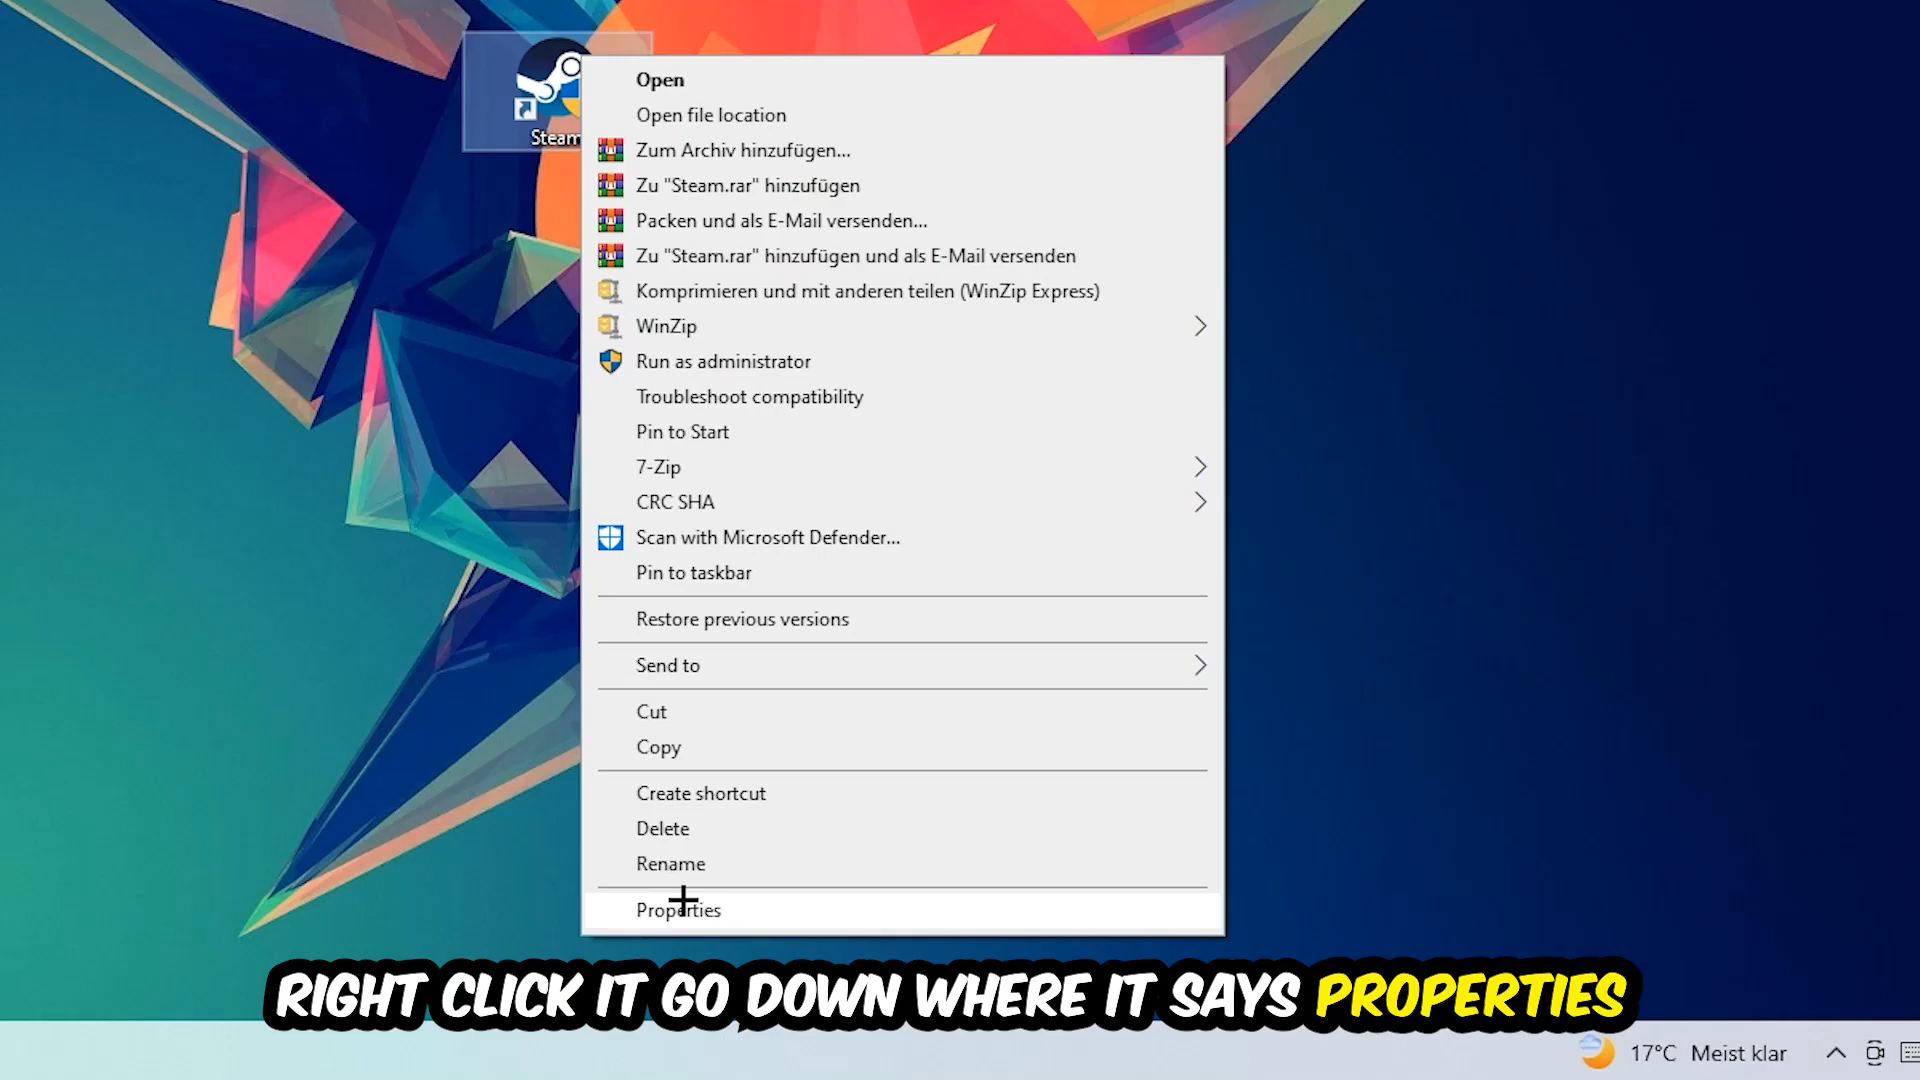 Steam
Open
Open file location
Zum Archiv hinzufügen...
Zu "Steam.rar" hinzufügen
Packen und als E-Mail versenden...
Zu "Steam.rar" hinzufügen und als E-Mail versenden
Komprimieren und mit anderen teilen (WinZip Express)
WinZip
Run as administrator
Troubleshoot compatibility
Pin to Start
7-Zip
CRC SHA
Scan with Microsoft Defender...
Pin to taskbar
Restore previous versions
Send to
Cut
Copy
Create shortcut
Delete
Rename
Properties
RIGHT CLICK IT GO DOWN WHERE IT SAYS PROPERTIES
17°C Meist klar